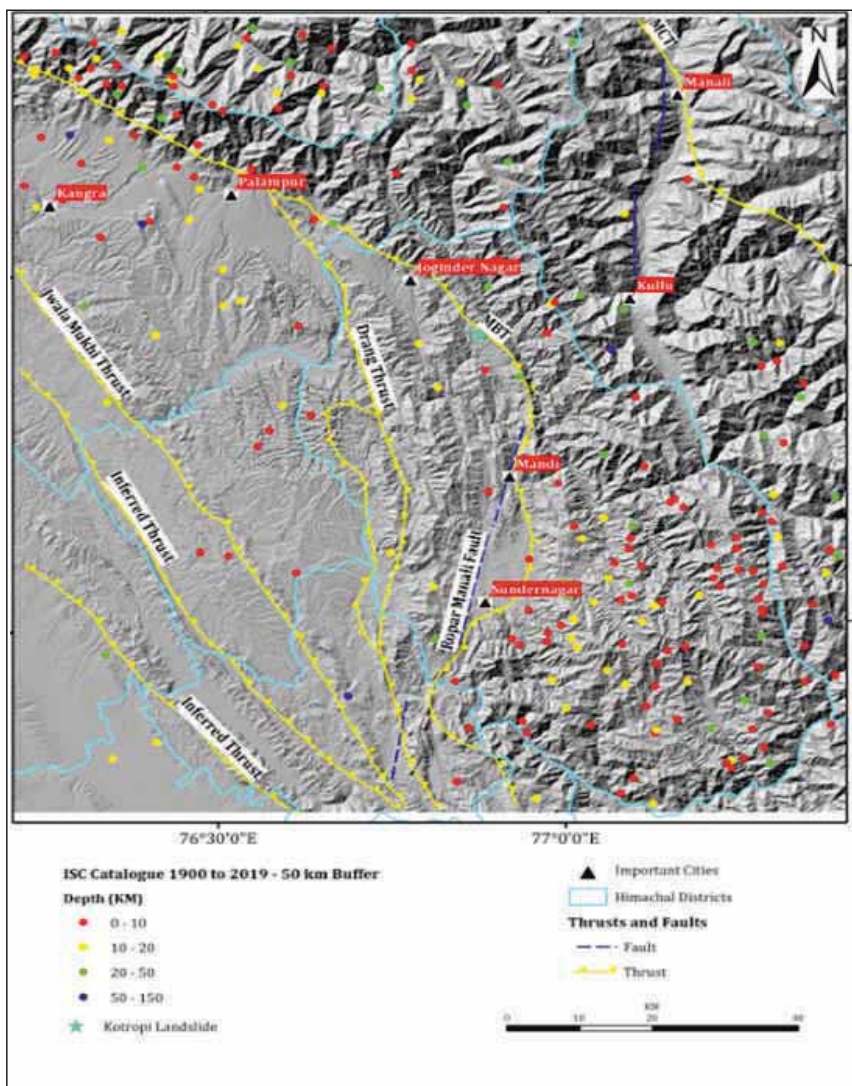 N
MCT
Manali
Kangra
Palampur
Joginder Nagar
Kullu
Jwala Mukhi Thrust
Drang Thrust
MBT
Inferred Thrust
Mandi
Ropar Manali Fault
Sundernagar
Inferred Thrust
76°30'0"E
77°0'0"E
ISC Catalogue 1900 to 2019 - 50 km Buffer
Depth (KM)
0 - 10
10 - 20
20 - 50
50 - 150
Kotropi Landslide
Important Cities
Himachal Districts
Thrusts and Faults
Fault
Thrust
KM
0 10 20 40